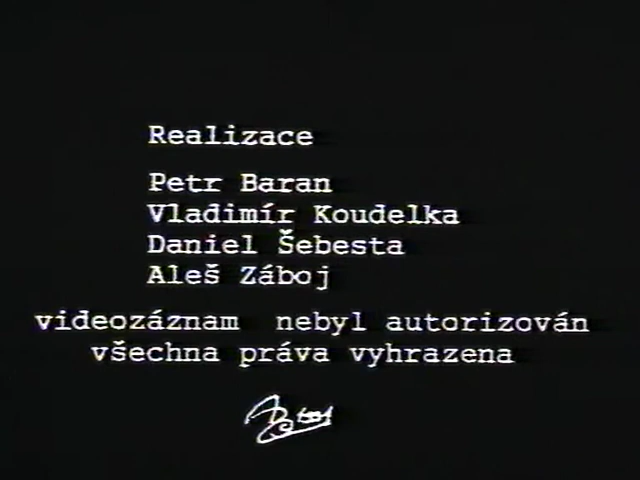 Realizace
Petr Baran
Vladimír Koudelka
Daniel Šebesta
Aleš Záboj
videozáznam nebyl autorizován
všechna práva vyhrazena